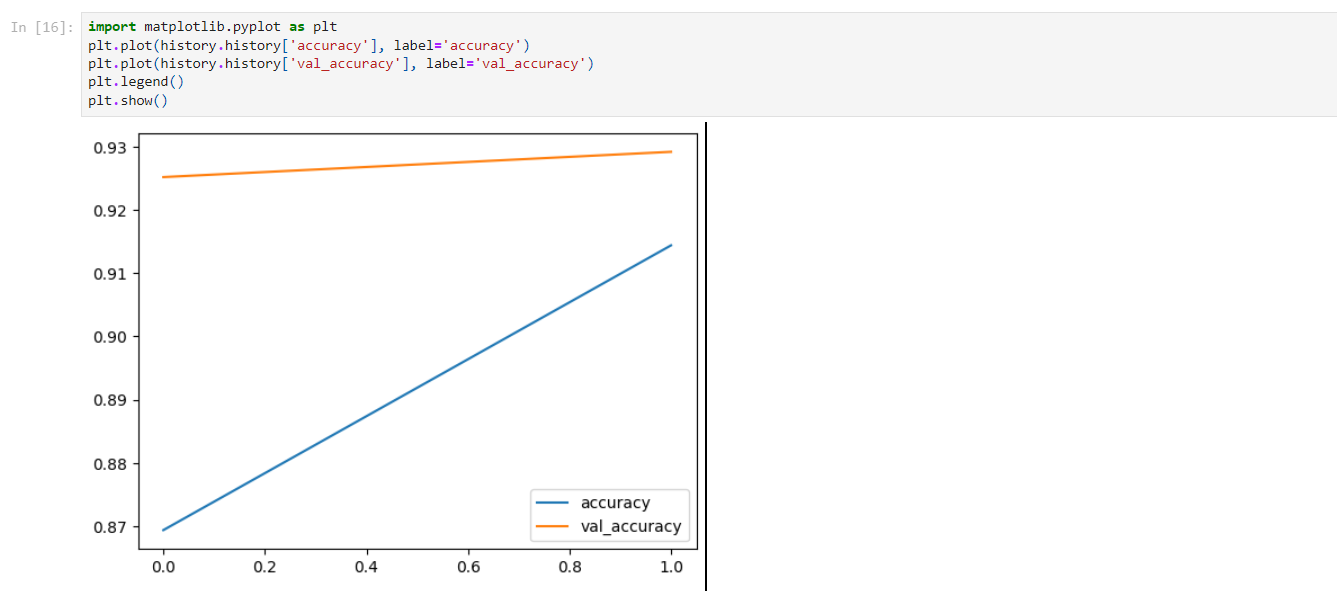 In [16]:
import matplotlib.pyplot as plt
plt.plot(history.history['accuracy'], label='accuracy')
plt.plot(history.history['val_accuracy'], label='val_accuracy')
plt.legend()
plt.show()
0.93
0.92
0.91
0.90
0.89
0.88
0.87
accuracy
val_accuracy
0.0 0.2 0.4 0.6 0.8 1.0